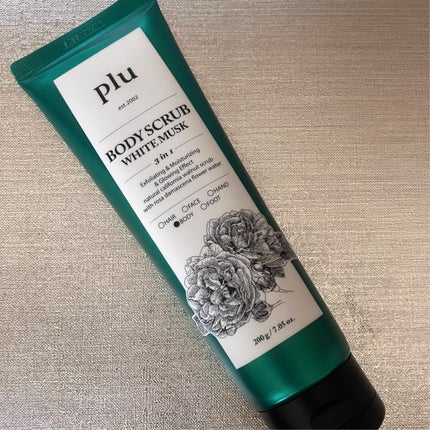 plu
est.2002
BODY SCRUB
WHITE MUSK
3 in 1
Exfoliating & Moisturizing
& Glowing Effect
natural california walnut scrub
with rosa damascena flower water
○HAIR ○FACE ○HAND
●BODY ○FOOT
200g / 7.05 oz.